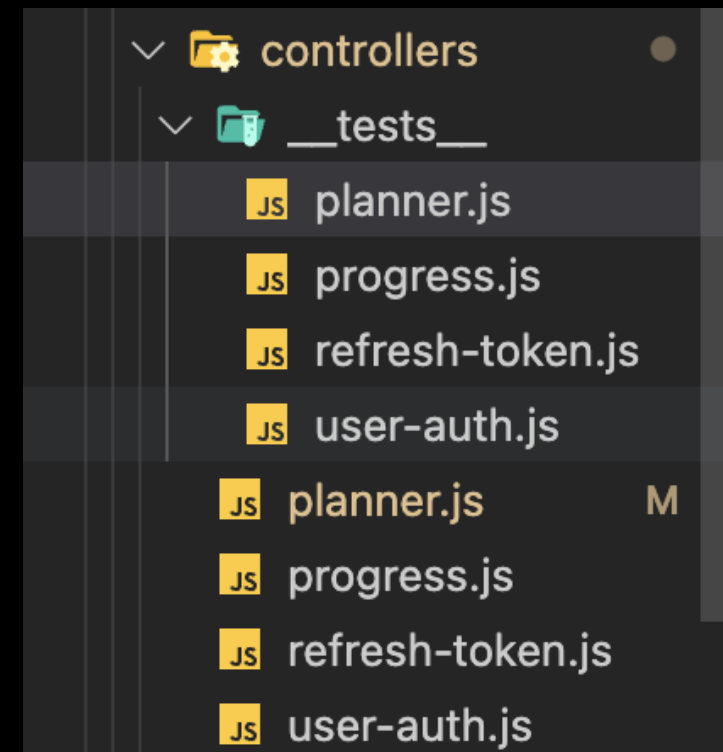 controllers
__tests__
JS planner.js
JS progress.js
JS refresh-token.js
JS user-auth.js
JS planner.js M
JS progress.js
JS refresh-token.js
JS user-auth.js